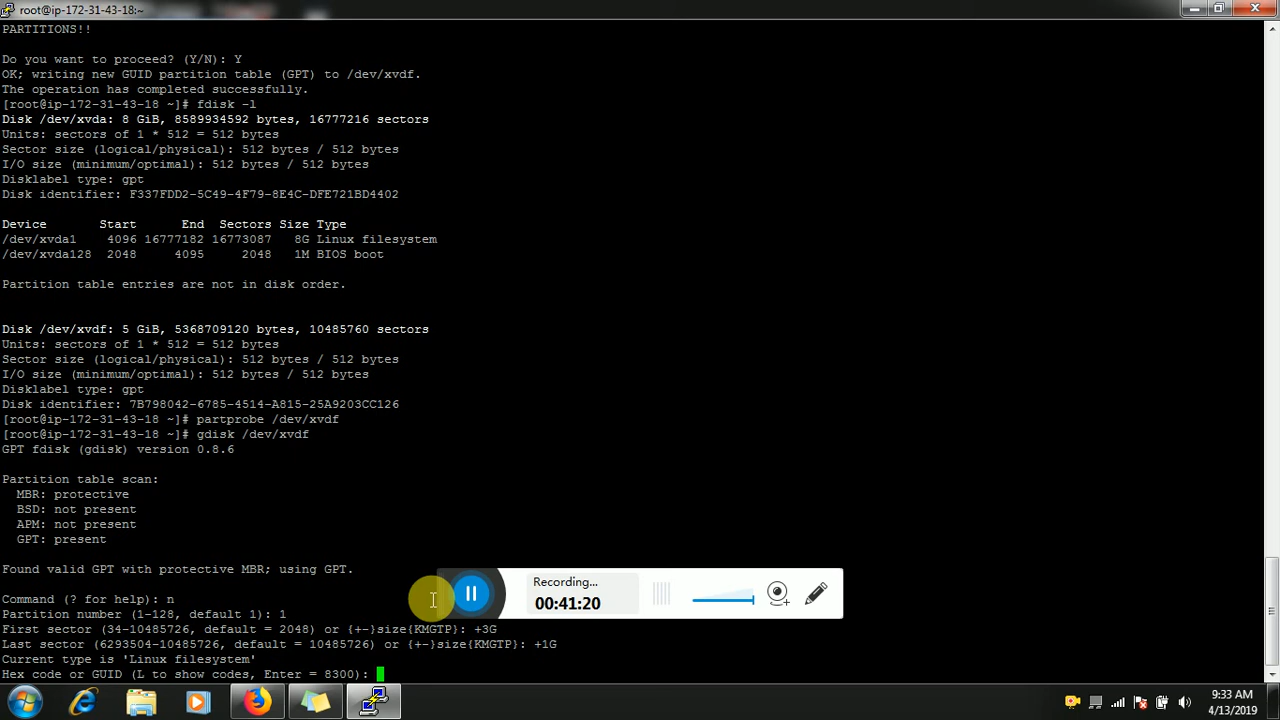 root@ip-172-31-43-18:~
PARTITIONS!!
Do you want to proceed? (Y/N): Y
OK; writing new GUID partition table (GPT) to /dev/xvdf.
The operation has completed successfully.
[root@ip-172-31-43-18 ~]# fdisk -l
Disk /dev/xvda: 8 GiB, 8589934592 bytes, 16777216 sectors
Units: sectors of 1 * 512 = 512 bytes
Sector size (logical/physical): 512 bytes / 512 bytes
I/O size (minimum/optimal): 512 bytes / 512 bytes
Disklabel type: gpt
Disk identifier: F337FDD2-5C49-4F79-8E4C-DFE721BD4402
Device Start End Sectors Size Type
/dev/xvda1 4096 16777182 16773087 8G Linux filesystem
/dev/xvda128 2048 4095 2048 1M BIOS boot
Partition table entries are not in disk order.
Disk /dev/xvdf: 5 GiB, 5368709120 bytes, 10485760 sectors
Units: sectors of 1 * 512 = 512 bytes
Sector size (logical/physical): 512 bytes / 512 bytes
I/O size (minimum/optimal): 512 bytes / 512 bytes
Disklabel type: gpt
Disk identifier: 7B798042-6785-4514-A815-25A9203CC126
[root@ip-172-31-43-18 ~]# partprobe /dev/xvdf
[root@ip-172-31-43-18 ~]# gdisk /dev/xvdf
GPT fdisk (gdisk) version 0.8.6
Partition table scan:
MBR: protective
BSD: not present
APM: not present
GPT: present
Found valid GPT with protective MBR; using GPT.
Recording...
00:41:20
Command (? for help): n
Partition number (1-128, default 1): 1
First sector (34-10485726, default = 2048) or {+-}size{KMGTP}: +3G
Last sector (6293504-10485726, default = 10485726) or {+-}size{KMGTP}: +1G
Current type is 'Linux filesystem'
Hex code or GUID (L to show codes, Enter = 8300):
9:33 AM
4/13/2019